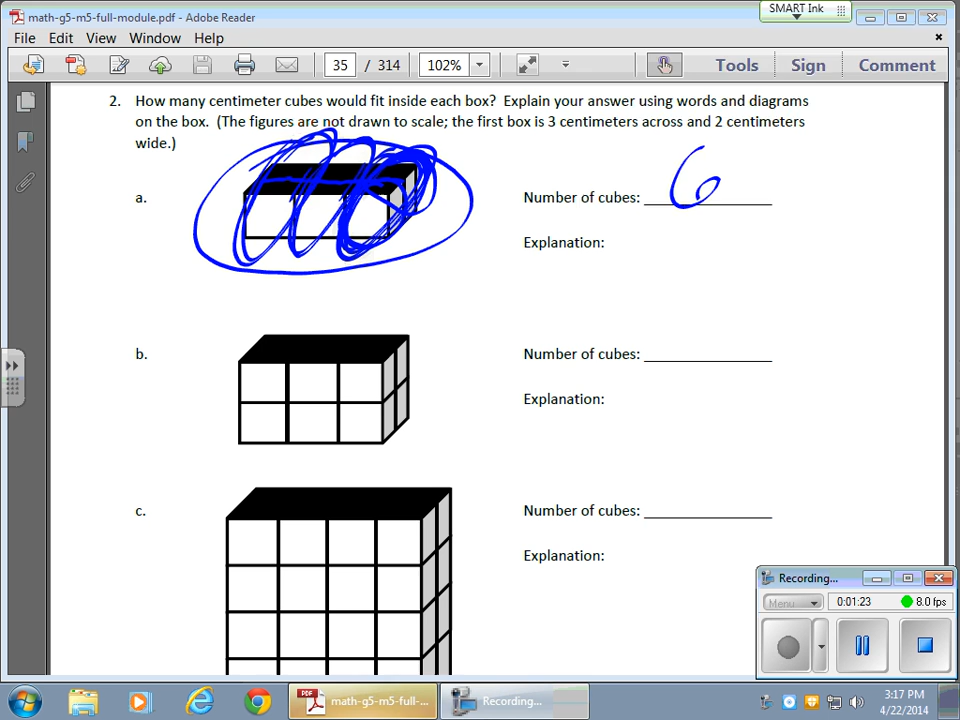 math-g5-m5-full-module.pdf - Adobe Reader
SMART Ink
File Edit View Window Help
35 / 314 102% Tools Sign Comment
2. How many centimeter cubes would fit inside each box? Explain your answer using words and diagrams
on the box. (The figures are not drawn to scale; the first box is 3 centimeters across and 2 centimeters
wide.)
a. Number of cubes: 6
Explanation:
b. Number of cubes: ______________
Explanation:
c. Number of cubes: ______________
Explanation:
Recording...
Menu 0:01:23 8.0 fps
PDF math-g5-m5-full-... Recording... 3:17 PM
4/22/2014